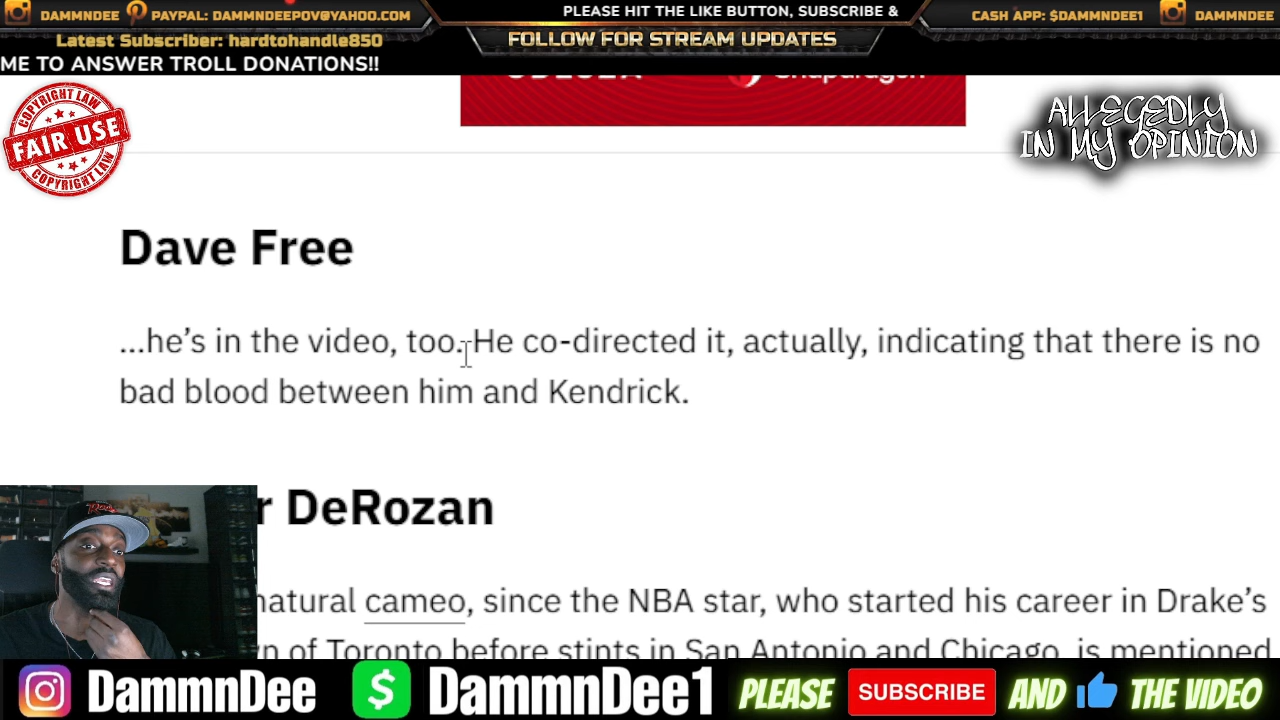 DAMMNDEE PAYPAL: DAMMNDEEPOV@YAHOO.COM
PLEASE HIT THE LIKE BUTTON, SUBSCRIBE &
CASH APP: $DAMMNDEE1 DAMMNDEE
Latest Subscriber: hardtohandle850
FOLLOW FOR STREAM UPDATES
ME TO ANSWER TROLL DONATIONS!!
Snapdragon
COPYRIGHT LAW
FAIR USE
COPYRIGHT LAW
ALLEGEDLY
IN MY OPINION
Dave Free
...he’s in the video, too. He co-directed it, actually, indicating that there is no
bad blood between him and Kendrick.
r DeRozan
natural cameo, since the NBA star, who started his career in Drake’s
n of Toronto before stints in San Antonio and Chicago, is mentioned
DammnDee $ DammnDee1 PLEASE SUBSCRIBE AND THE VIDEO